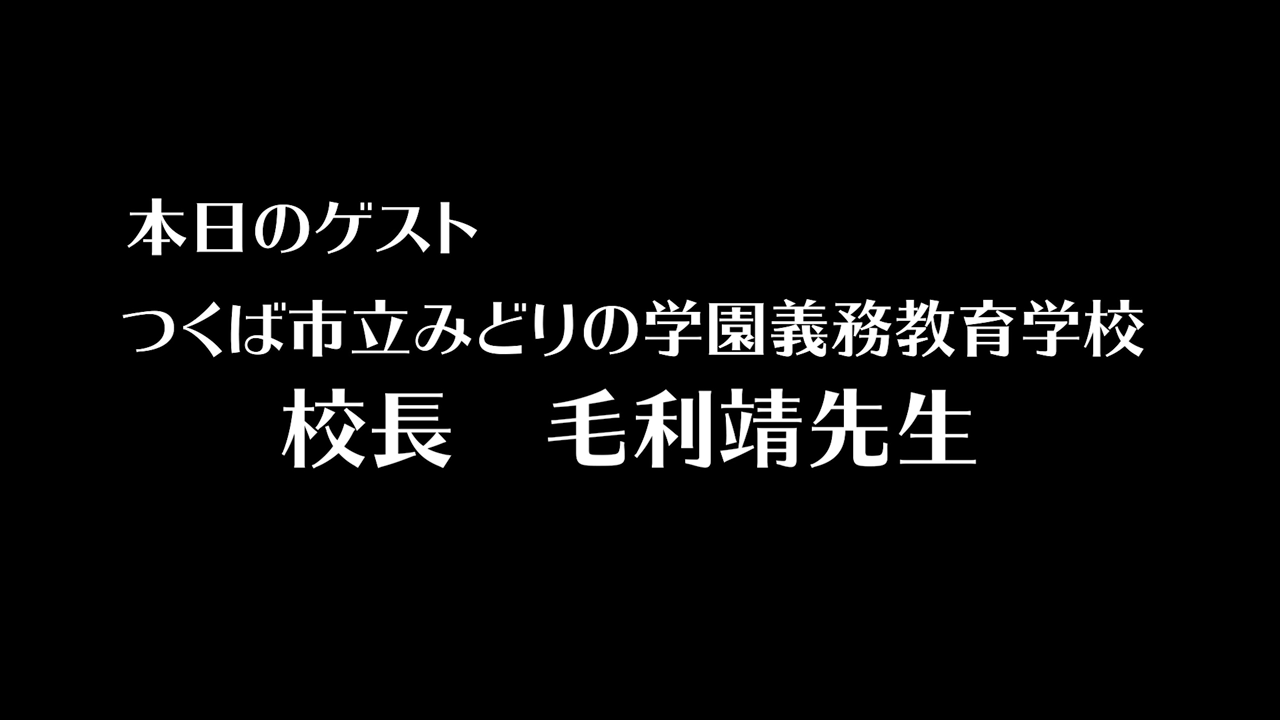 本日のゲスト
つくば市立みどりの学園義務教育学校
校長　毛利靖先生